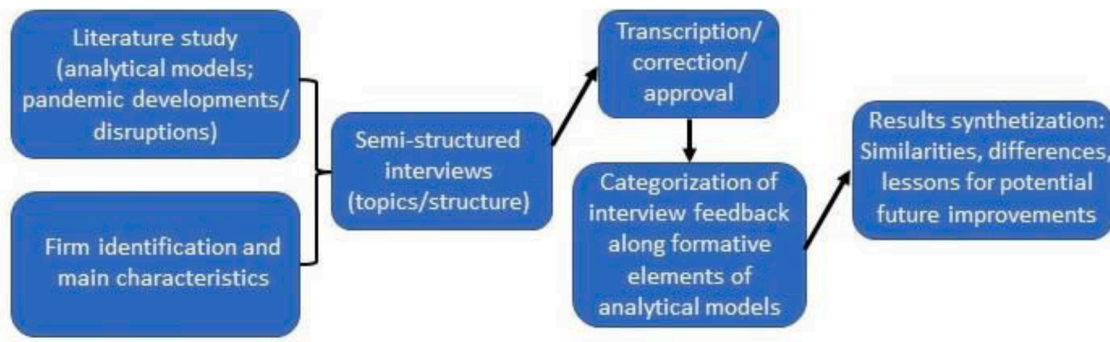 Literature study
(analytical models;
pandemic developments/
disruptions)
Firm identification and
main characteristics
Semi-structured
interviews
(topics/structure)
Transcription/
correction/
approval
Categorization of
interview feedback
along formative
elements of
analytical models
Results synthetization:
Similarities, differences,
lessons for potential
future improvements